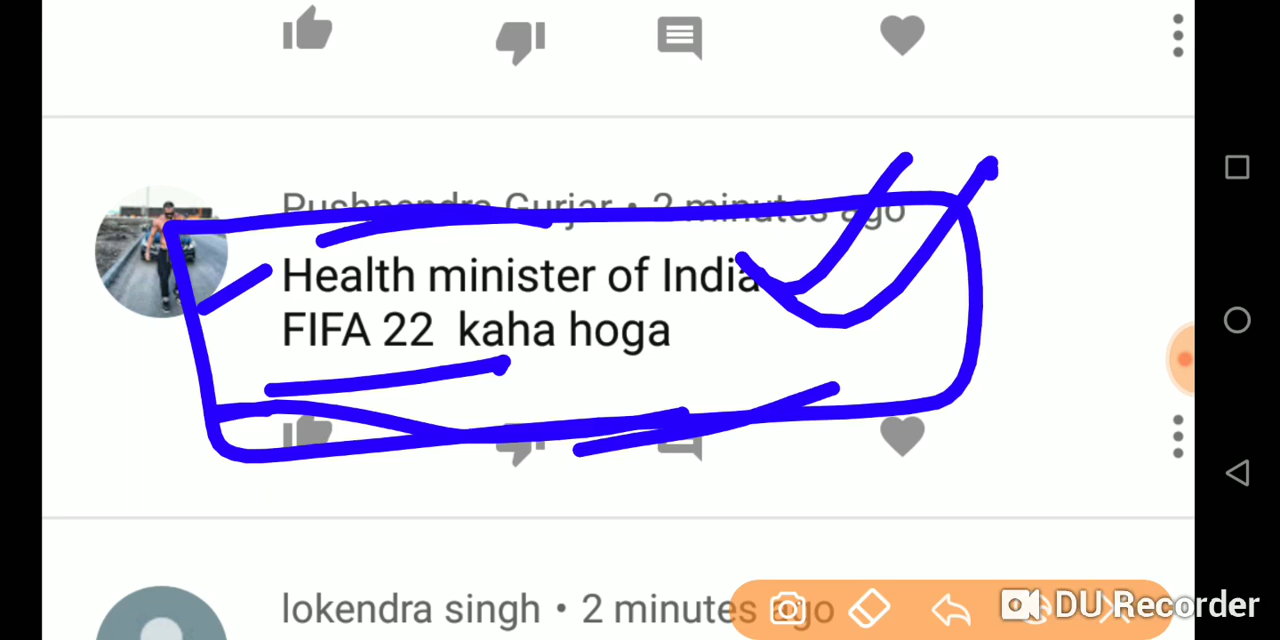 Pushpendra Gurjar • 2 minutes ago
Health minister of India
FIFA 22 kaha hoga
lokendra singh • 2 minutes ago
DU Recorder